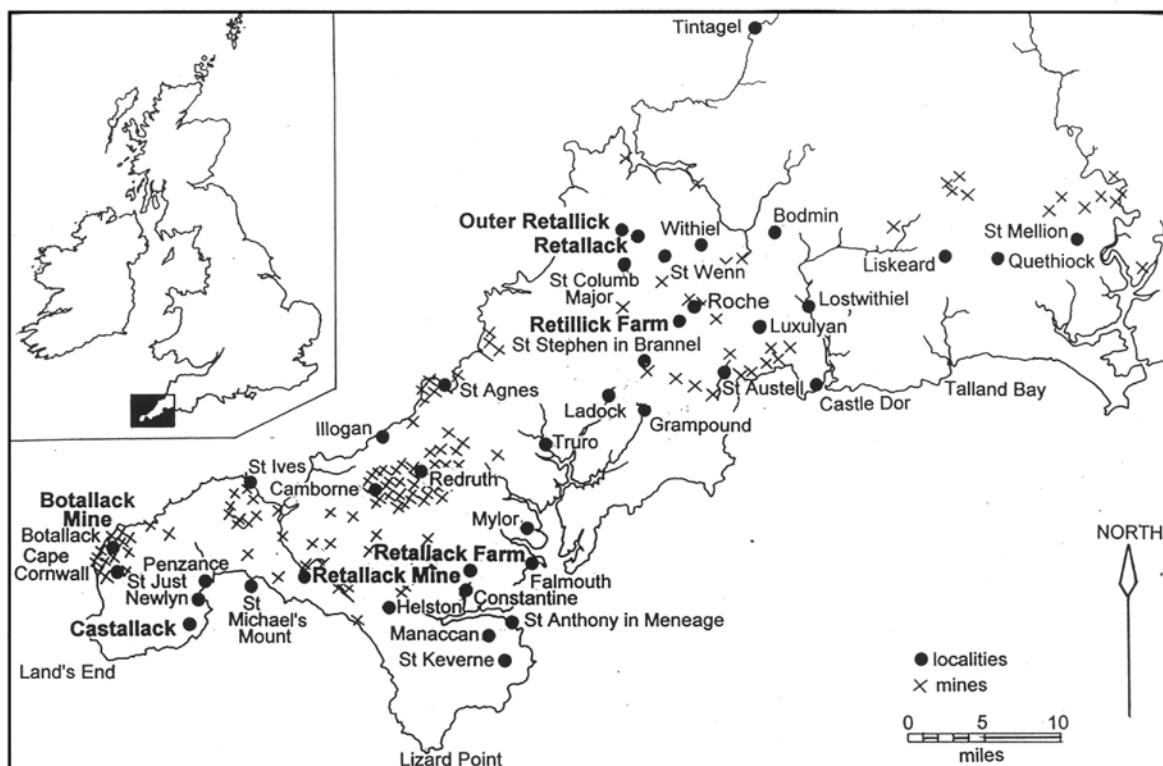 Tintagel
Outer Retallick
Withiel
Bodmin
Retallack
St Mellion
St Wenn
Liskeard
Quethiock
St Columb
Major
Roche
Lostwithiel
Retillick Farm
Luxulyan
St Stephen in Brannel
St Agnes
St Austell
Talland Bay
Ladock
Castle Dor
Grampound
Illogan
Truro
St Ives
Redruth
Camborne
Botallack
Mine
Mylor
Botallack
NORTH
Cape
Cornwall
Penzance
Retallack Farm
St Just
Retallack Mine
Falmouth
Newlyn
Constantine
St
Michael's
Mount
Helston
Castallack
St Anthony in Meneage
Manaccan
St Keverne
Land's End
localities
mines
0 5 10
miles
Lizard Point